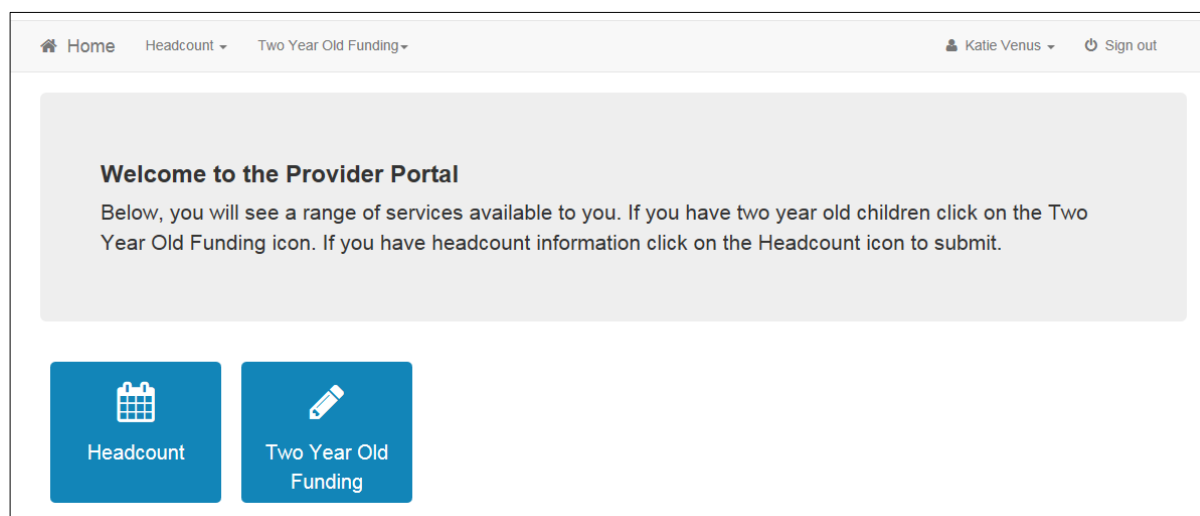 Home Headcount Two Year Old Funding Katie Venus Sign out
Welcome to the Provider Portal
Below, you will see a range of services available to you. If you have two year old children click on the Two
Year Old Funding icon. If you have headcount information click on the Headcount icon to submit.
Headcount
Two Year Old
Funding